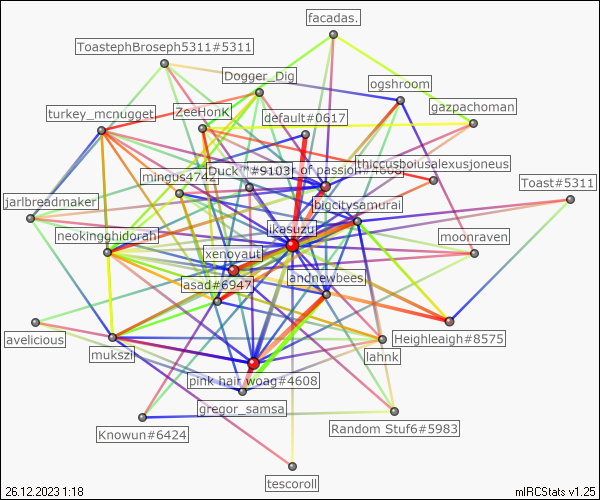 facadas.
ToastephBroseph5311#5311
Dogger_Dig
ogshroom
turkey_mcnugget
ZeeHonK
default#0617
gazpachoman
thiccusboiusalexusjoneus
Duck™#9103
of passion#4608
mingus4742
Toast#5311
jarlbreadmaker
bigcitysamurai
ikasuzu
neokingghidorah
xenoyaut
moonraven
asad#6947
andnewbees
avelicious
Heighleaigh#8575
mukszi
lahnk
pink hair woag#4608
gregor_samsa
Knowun#6424
Random Stuf6#5983
tescoroll
26.12.2023 1:18
mIRCStats v1.25